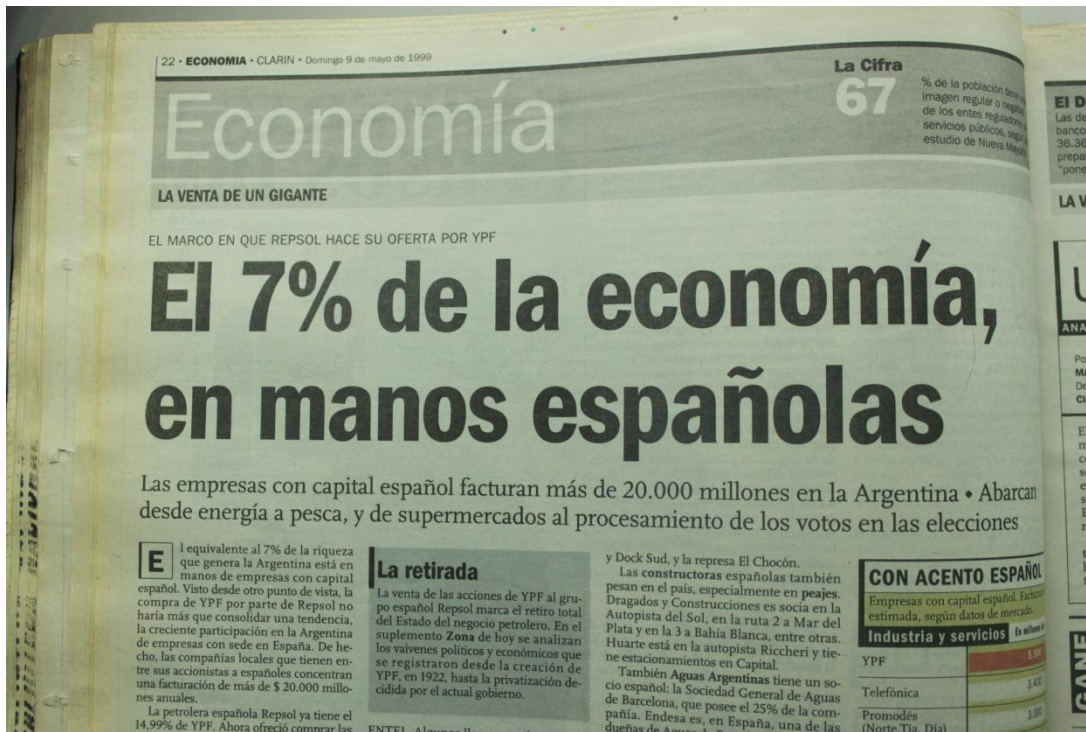 22 • ECONOMIA • CLARIN • Domingo 9 de mayo de 1999
Economía
La Cifra
67
% de la población tiene
imagen regular o negativa
de los entes reguladores
servicios públicos, según
estudio de Nueva Mayoría
LA VENTA DE UN GIGANTE
EL MARCO EN QUE REPSOL HACE SU OFERTA POR YPF
El 7% de la economía,
en manos españolas
Las empresas con capital español facturan más de 20.000 millones en la Argentina • Abarcan
desde energía a pesca, y de supermercados al procesamiento de los votos en las elecciones
El equivalente al 7% de la riqueza
que genera la Argentina está en
manos de empresas con capital
español. Visto desde otro punto de vista, la
compra de YPF por parte de Repsol no
haría más que consolidar una tendencia,
la creciente participación en la Argentina
de empresas con sede en España. De he-
cho, las compañías locales que tienen en-
tre sus accionistas a españoles concentran
una facturación de más de $ 20.000 millo-
nes anuales.
La petrolera española Repsol ya tiene el
14,99% de YPF. Ahora ofreció comprar las
La retirada
La venta de las acciones de YPF al gru-
po español Repsol marca el retiro total
del Estado del negocio petrolero. En el
suplemento Zona de hoy se analizan
los vaivenes políticos y económicos que
se registraron desde la creación de
YPF, en 1922, hasta la privatización de-
cidida por el actual gobierno.
y Dock Sud, y la represa El Chocón.
Las constructoras españolas también
pesan en el país, especialmente en peajes.
Dragados y Construcciones es socia en la
Autopista del Sol, en la ruta 2 a Mar del
Plata y en la 3 a Bahía Blanca, entre otras.
Huarte está en la autopista Riccheri y tie-
ne estacionamientos en Capital.
También Aguas Argentinas tiene un so-
cio español: la Sociedad General de Aguas
de Barcelona, que posee el 25% de la com-
pañía. Endesa es, en España, una de las
CON ACENTO ESPAÑOL
Empresas con capital español.
estimada, según datos de mercado.
Industria y servicios
YPF
Telefónica
3.400
Promodés
3.000
(Norte, Tía, Día)
El D
Las de
banco
36.36
prepa
"pone
LA V
ANA